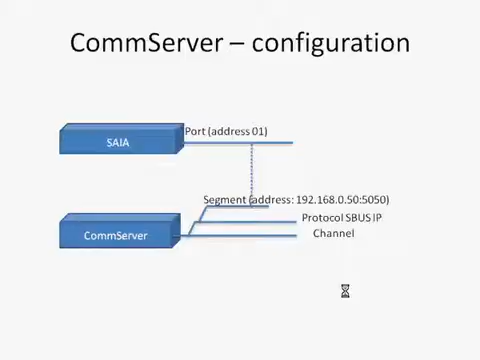 CommServer – configuration
Port (address 01)
SAIA
Segment (address: 192.168.0.50:5050)
Protocol SBUS IP
Channel
CommServer